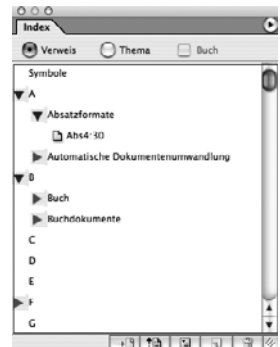 Index
Verweis Thema Buch
Symbole
A
Absatzformate
Abs4:30
Automatische Dokumentenumwandlung
B
Buch
Buchdokumente
C
D
E
F
G